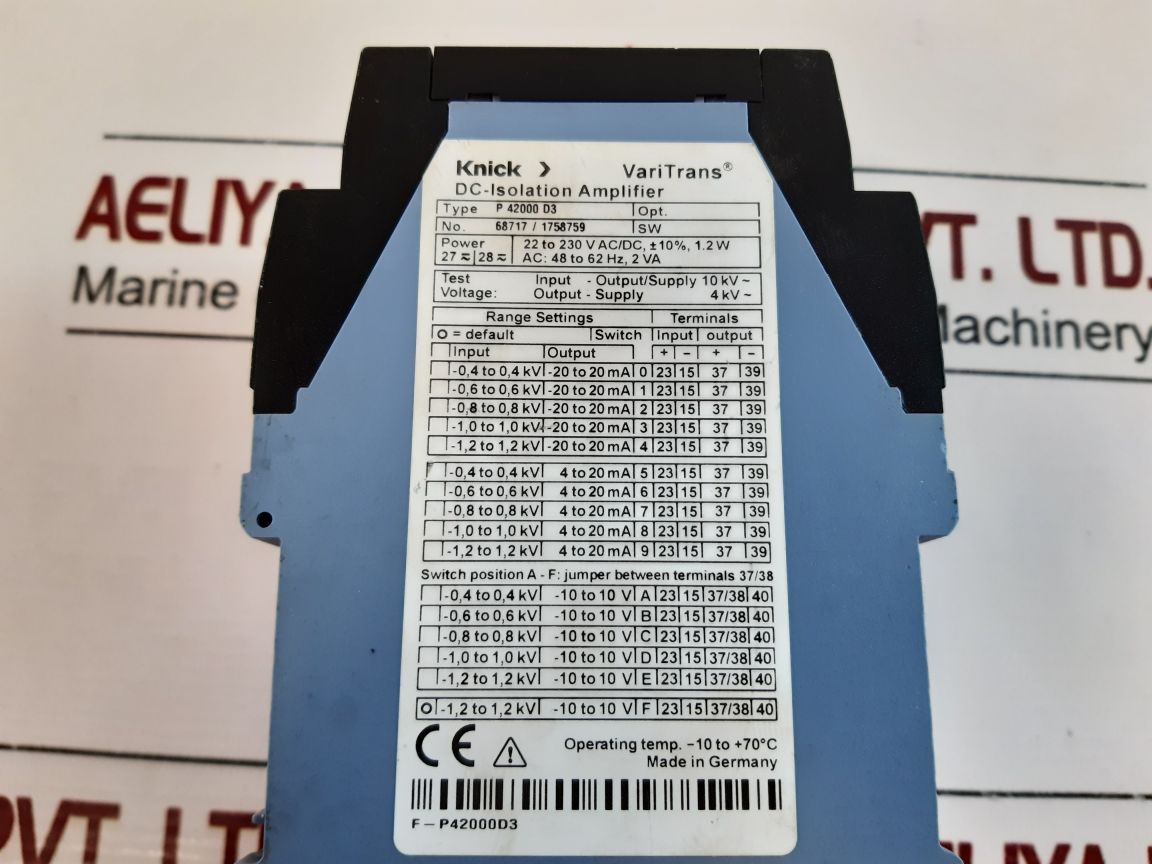 AELIYA PVT. LTD.
Marine Machinery
Knick > VariTrans®
DC-Isolation Amplifier
Type P 42000 D3 Opt.
No. 68717 / 1758759 SW
Power 22 to 230 V AC/DC, ±10%, 1.2 W
27 ≂ 28 ≂ AC: 48 to 62 Hz, 2 VA
Test Input - Output/Supply 10 kV ~
Voltage: Output - Supply 4 kV ~
Range Settings Terminals
O = default Switch Input output
Input Output + − + −
-0,4 to 0,4 kV -20 to 20 mA 0 23 15 37 39
-0,6 to 0,6 kV -20 to 20 mA 1 23 15 37 39
-0,8 to 0,8 kV -20 to 20 mA 2 23 15 37 39
-1,0 to 1,0 kV -20 to 20 mA 3 23 15 37 39
-1,2 to 1,2 kV -20 to 20 mA 4 23 15 37 39
-0,4 to 0,4 kV 4 to 20 mA 5 23 15 37 39
-0,6 to 0,6 kV 4 to 20 mA 6 23 15 37 39
-0,8 to 0,8 kV 4 to 20 mA 7 23 15 37 39
-1,0 to 1,0 kV 4 to 20 mA 8 23 15 37 39
-1,2 to 1,2 kV 4 to 20 mA 9 23 15 37 39
Switch position A - F: jumper between terminals 37/38
-0,4 to 0,4 kV -10 to 10 V A 23 15 37/38 40
-0,6 to 0,6 kV -10 to 10 V B 23 15 37/38 40
-0,8 to 0,8 kV -10 to 10 V C 23 15 37/38 40
-1,0 to 1,0 kV -10 to 10 V D 23 15 37/38 40
-1,2 to 1,2 kV -10 to 10 V E 23 15 37/38 40
O -1,2 to 1,2 kV -10 to 10 V F 23 15 37/38 40
CE Operating temp. −10 to +70°C
Made in Germany
F-P42000D3
PVT. LTD. AELIYA